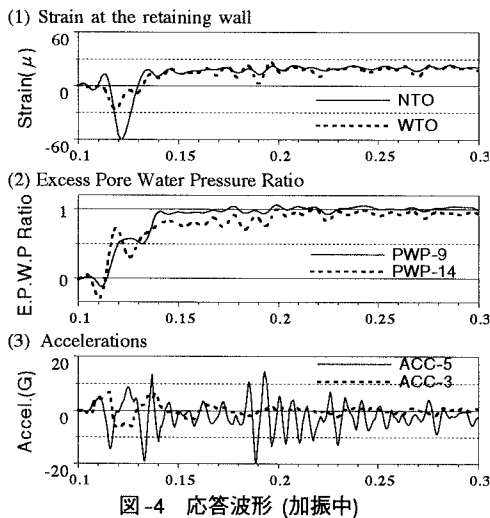 (1) Strain at the retaining wall
60
0
-60
Strain(μ)
NTO
WTO
0.1 0.15 0.2 0.25 0.3
(2) Excess Pore Water Pressure Ratio
1
0
E.P.W.P Ratio
PWP-9
PWP-14
0.1 0.15 0.2 0.25 0.3
(3) Accelerations
20
0
-20
Accel.(G)
ACC-5
ACC-3
0.1 0.15 0.2 0.25 0.3
図-4 応答波形 (加振中)